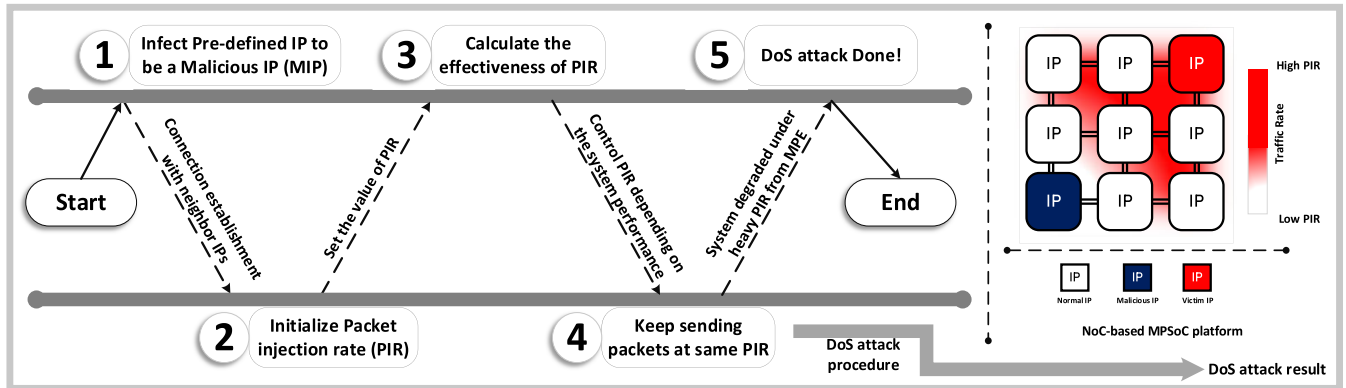 1
Infect Pre-defined IP to
be a Malicious IP (MIP)
3
Calculate the
effectiveness of PIR
5
DoS attack Done!
Start
Connection establishment
with neighbor IPs
Set the value of PIR
Control PIR depending on
the system performance
System degraded under
heavy PIR from MPE
End
2
Initialize Packet
injection rate (PIR)
4
Keep sending
packets at same PIR
DoS attack
procedure
DoS attack result
IP IP IP
IP IP IP
IP IP IP
High PIR
Traffic Rate
Low PIR
IP IP IP
Normal IP Malicious IP Victim IP
NoC-based MPSoC platform